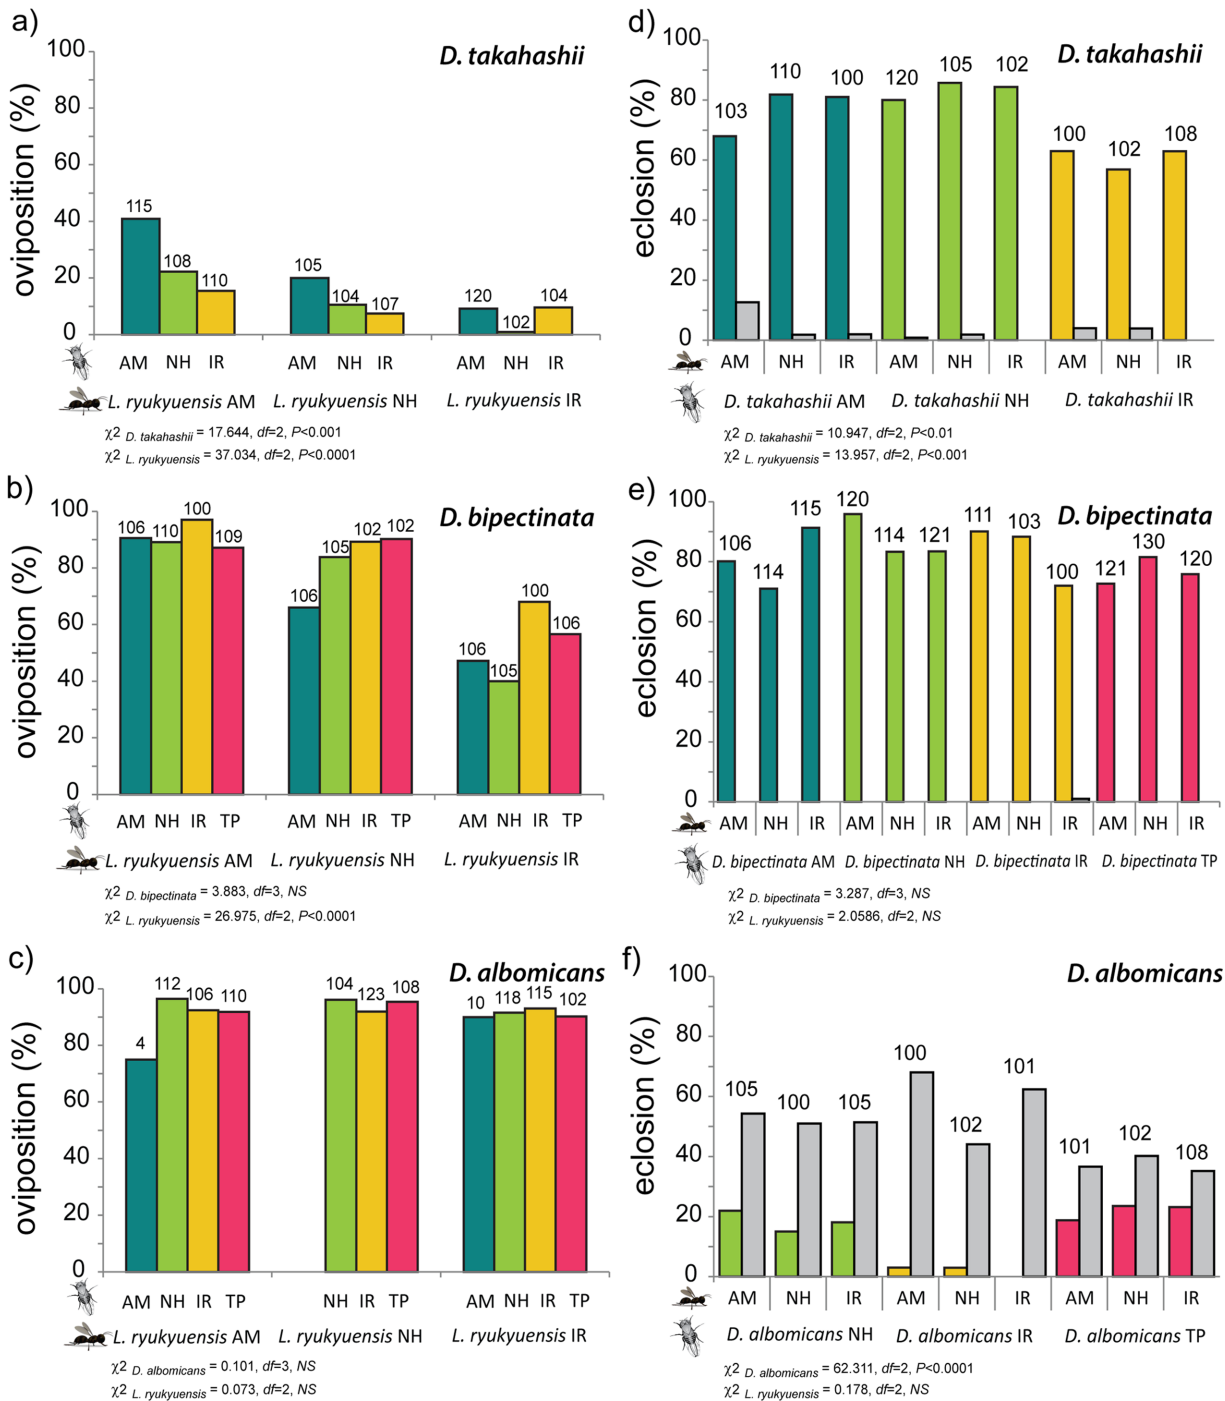 a)
D. takahashii
oviposition (%)
100
80
60
40
20
0
115
108
110
105
104
107
120
102
104
AM NH IR AM NH IR AM NH IR
L. ryukyuensis AM L. ryukyuensis NH L. ryukyuensis IR
χ2 D. takahashii = 17.644, df=2, P<0.001
χ2 L. ryukyuensis = 37.034, df=2, P<0.0001
b)
D. bipectinata
oviposition (%)
100
80
60
40
20
0
106
110
100
109
106
105
102
102
106
105
100
106
AM NH IR TP AM NH IR TP AM NH IR TP
L. ryukyuensis AM L. ryukyuensis NH L. ryukyuensis IR
χ2 D. bipectinata = 3.883, df=3, NS
χ2 L. ryukyuensis = 26.975, df=2, P<0.0001
c)
D. albomicans
oviposition (%)
100
80
60
40
20
0
4
112
106
110
104
123
108
10
118
115
102
AM NH IR TP NH IR TP AM NH IR TP
L. ryukyuensis AM L. ryukyuensis NH L. ryukyuensis IR
χ2 D. albomicans = 0.101, df=3, NS
χ2 L. ryukyuensis = 0.073, df=2, NS
d)
D. takahashii
eclosion (%)
100
80
60
40
20
0
103
110
100
120
105
102
100
102
108
AM NH IR AM NH IR AM NH IR
D. takahashii AM D. takahashii NH D. takahashii IR
χ2 D. takahashii = 10.947, df=2, P<0.01
χ2 L. ryukyuensis = 13.957, df=2, P<0.001
e)
D. bipectinata
eclosion (%)
100
80
60
40
20
0
106
114
115
120
114
121
111
103
100
121
130
120
AM NH IR AM NH IR AM NH IR AM NH IR
D. bipectinata AM D. bipectinata NH D. bipectinata IR D. bipectinata TP
χ2 D. bipectinata = 3.287, df=3, NS
χ2 L. ryukyuensis = 2.0586, df=2, NS
f)
D. albomicans
eclosion (%)
100
80
60
40
20
0
105
100
105
100
102
101
101
102
108
AM NH IR AM NH IR AM NH IR
D. albomicans NH D. albomicans IR D. albomicans TP
χ2 D. albomicans = 62.311, df=2, P<0.0001
χ2 L. ryukyuensis = 0.178, df=2, NS